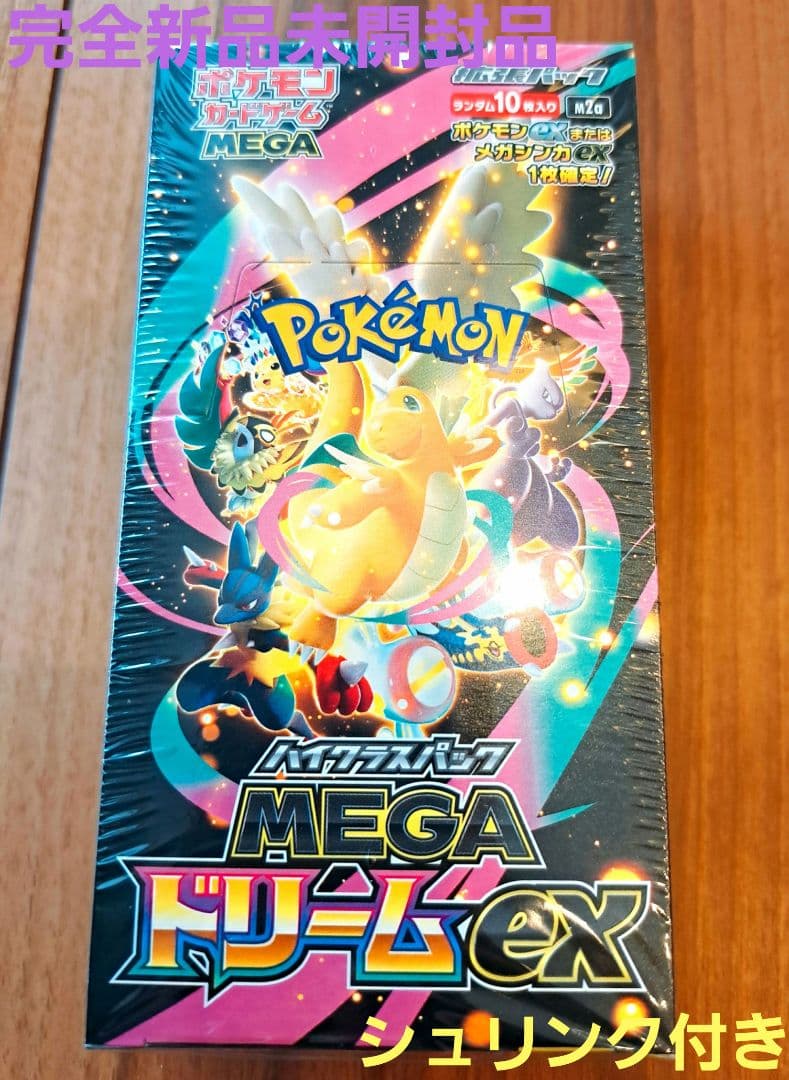 完全新品未開封品
ポケモン
カードゲーム
MEGA
拡張パック
ランダム10枚入り
M2a
ポケモンexまたは
メガシンカex
1枚確定!
POKéMON
ハイクラスパック
MEGA
ドリームex
シュリンク付き